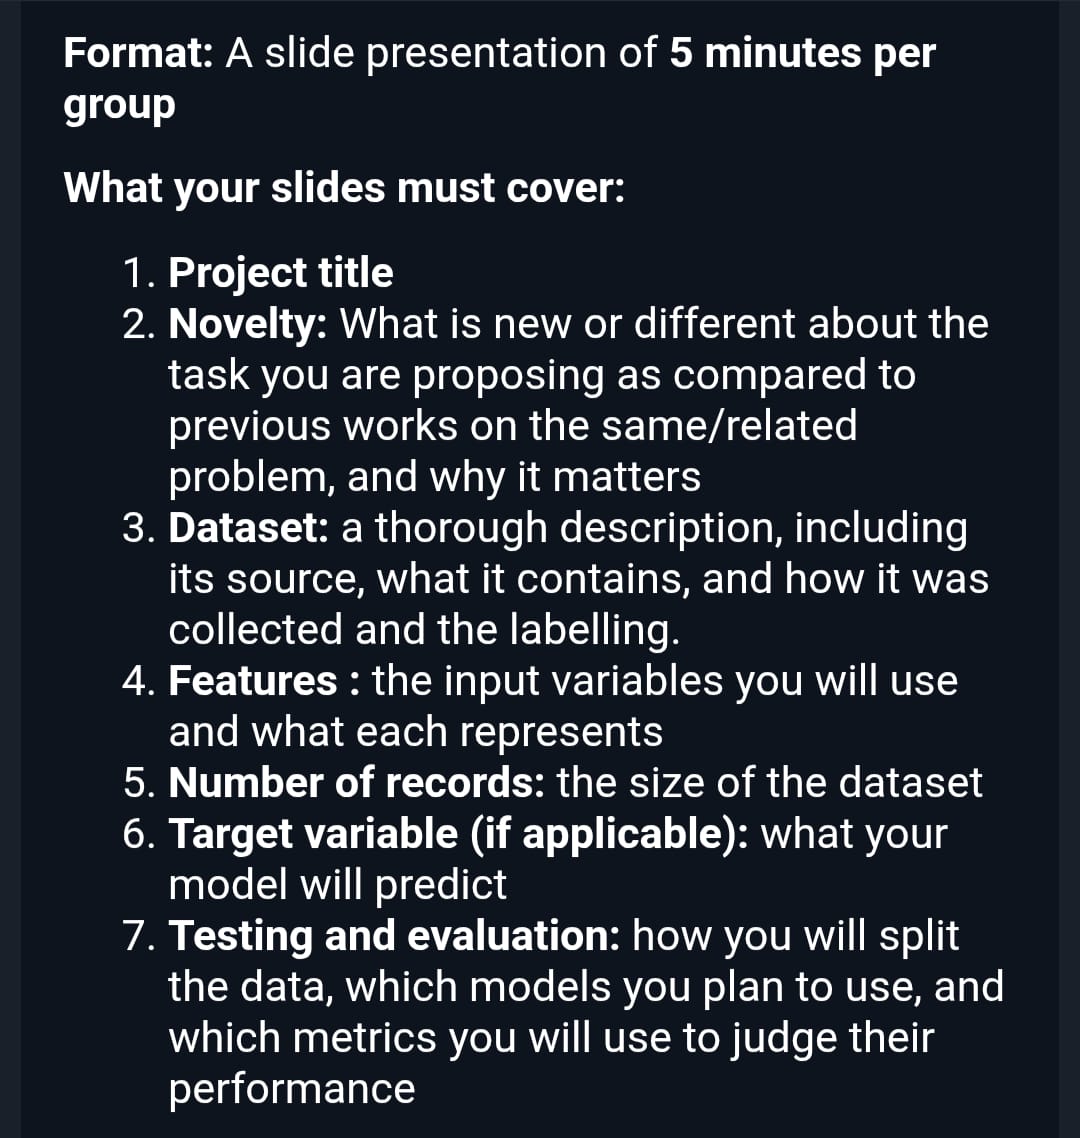 Format: A slide presentation of 5 minutes per
group
What your slides must cover:
1. Project title
2. Novelty: What is new or different about the
task you are proposing as compared to
previous works on the same/related
problem, and why it matters
3. Dataset: a thorough description, including
its source, what it contains, and how it was
collected and the labelling.
4. Features : the input variables you will use
and what each represents
5. Number of records: the size of the dataset
6. Target variable (if applicable): what your
model will predict
7. Testing and evaluation: how you will split
the data, which models you plan to use, and
which metrics you will use to judge their
performance